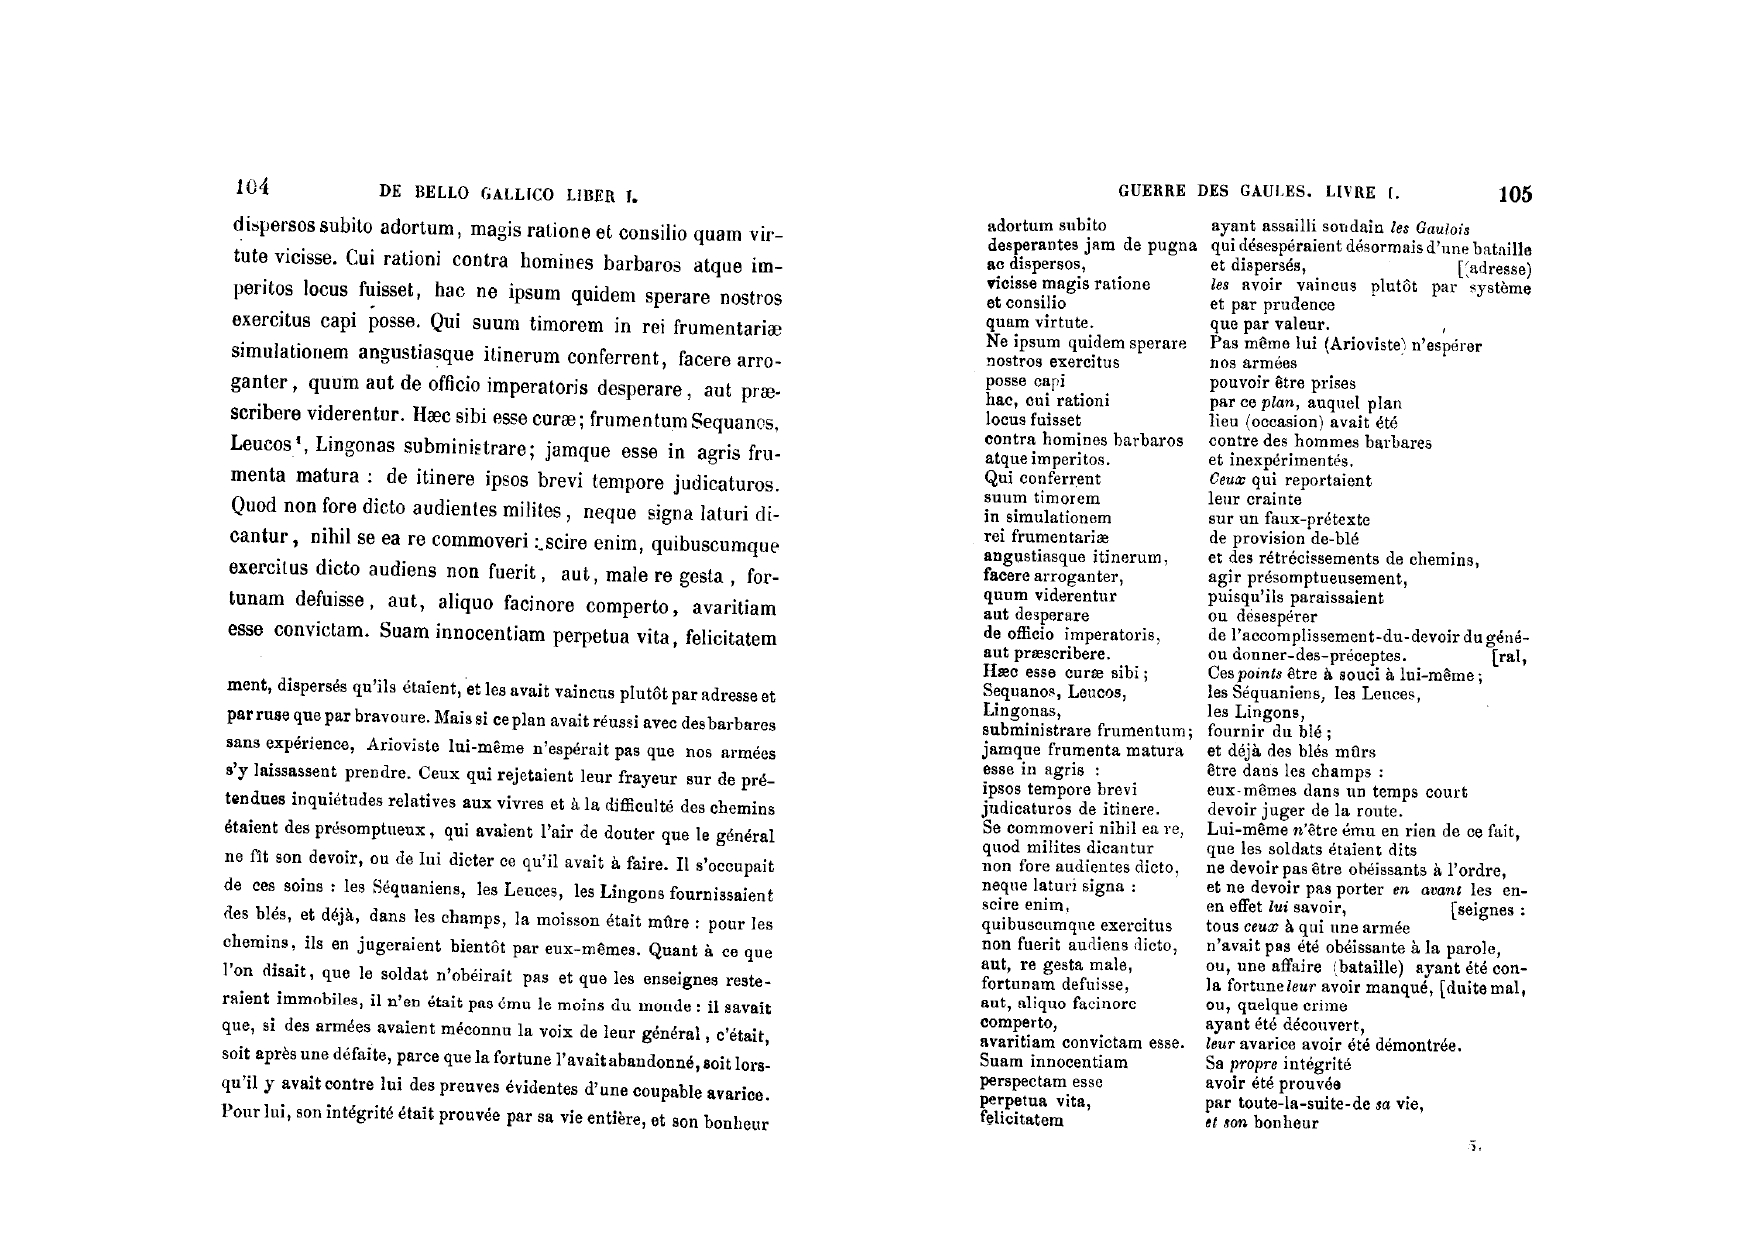 104
DE BELLO GALLICO LIBER I.
dispersos subito adortum, magis ratione et consilio quam vir-
tute vicisse. Cui rationi contra homines barbaros atque im-
peritos locus fuisset, hac ne ipsum quidem sperare nostros
exercitus capi posse. Qui suum timorem in rei frumentariæ
simulationem angustiasque itinerum conferrent, facere arro-
ganter, quum aut de officio imperatoris desperare, aut præ-
scribere viderentur. Hæc sibi esse curæ; frumentum Sequanos,
Leucos¹, Lingonas subministrare; jamque esse in agris fru-
menta matura : de itinere ipsos brevi tempore judicaturos.
Quod non fore dicto audientes milites, neque signa laturi di-
cantur, nihil se ea re commoveri : scire enim, quibuscumque
exercitus dicto audiens non fuerit, aut, male re gesta, for-
tunam defuisse, aut, aliquo facinore comperto, avaritiam
esse convictam. Suam innocentiam perpetua vita, felicitatem
ment, dispersés qu'ils étaient, et les avait vaincus plutôt par adresse et
par ruse que par bravoure. Mais si ce plan avait réussi avec des barbares
sans expérience, Arioviste lui-même n'espérait pas que nos armées
s'y laissassent prendre. Ceux qui rejetaient leur frayeur sur de pré-
tendues inquiétudes relatives aux vivres et à la difficulté des chemins
étaient des présomptueux, qui avaient l'air de douter que le général
ne fît son devoir, ou de lui dicter ce qu'il avait à faire. Il s'occupait
de ces soins : les Séquaniens, les Leuces, les Lingons fournissaient
des blés, et déjà, dans les champs, la moisson était mûre : pour les
chemins, ils en jugeraient bientôt par eux-mêmes. Quant à ce que
l'on disait, que le soldat n'obéirait pas et que les enseignes reste-
raient immobiles, il n'en était pas ému le moins du monde : il savait
que, si des armées avaient méconnu la voix de leur général, c'était,
soit après une défaite, parce que la fortune l'avait abandonné, soit lors-
qu'il y avait contre lui des preuves évidentes d'une coupable avarice.
Pour lui, son intégrité était prouvée par sa vie entière, et son bonheur
GUERRE DES GAULES. LIVRE I.
105
adortum subito
desperantes jam de pugna
ac dispersos,
vicisse magis ratione
et consilio
quam virtute.
Ne ipsum quidem sperare
nostros exercitus
posse capi
hac, cui rationi
locus fuisset
contra homines barbaros
atque imperitos.
Qui conferrent
suum timorem
in simulationem
rei frumentariæ
angustiasque itinerum,
facere arroganter,
quum viderentur
aut desperare
de officio imperatoris,
aut præscribere.
Hæc esse curæ sibi ;
Sequanos, Leucos,
Lingonas,
subministrare frumentum;
jamque frumenta matura
esse in agris :
ipsos tempore brevi
judicaturos de itinere.
Se commoveri nihil ea re,
quod milites dicantur
non fore audientes dicto,
neque laturi signa :
scire enim,
quibuscumque exercitus
non fuerit audiens dicto,
aut, re gesta male,
fortunam defuisse,
aut, aliquo facinore
comperto,
avaritiam convictam esse.
Suam innocentiam
perspectam esse
perpetua vita,
felicitatem
ayant assailli soudain les Gaulois
qui désespéraient désormais d'une bataille
et dispersés, [(adresse)
les avoir vaincus plutôt par système
et par prudence
que par valeur.
Pas même lui (Arioviste) n'espérer
nos armées
pouvoir être prises
par ce plan, auquel plan
lieu (occasion) avait été
contre des hommes barbares
et inexpérimentés.
Ceux qui reportaient
leur crainte
sur un faux-prétexte
de provision de-blé
et des rétrécissements de chemins,
agir présomptueusement,
puisqu'ils paraissaient
ou désespérer
de l'accomplissement-du-devoir du géné-
ou donner-des-préceptes. [ral,
Ces points être à souci à lui-même ;
les Séquaniens, les Leuces,
les Lingons,
fournir du blé ;
et déjà des blés mûrs
être dans les champs :
eux-mêmes dans un temps court
devoir juger de la route.
Lui-même n'être ému en rien de ce fait,
que les soldats étaient dits
ne devoir pas être obéissants à l'ordre,
et ne devoir pas porter en avant les en-
en effet lui savoir, [seignes :
tous ceux à qui une armée
n'avait pas été obéissante à la parole,
ou, une affaire (bataille) ayant été con-
la fortune leur avoir manqué, [duite mal,
ou, quelque crime
ayant été découvert,
leur avarice avoir été démontrée.
Sa propre intégrité
avoir été prouvée
par toute-la-suite-de sa vie,
et son bonheur
5.